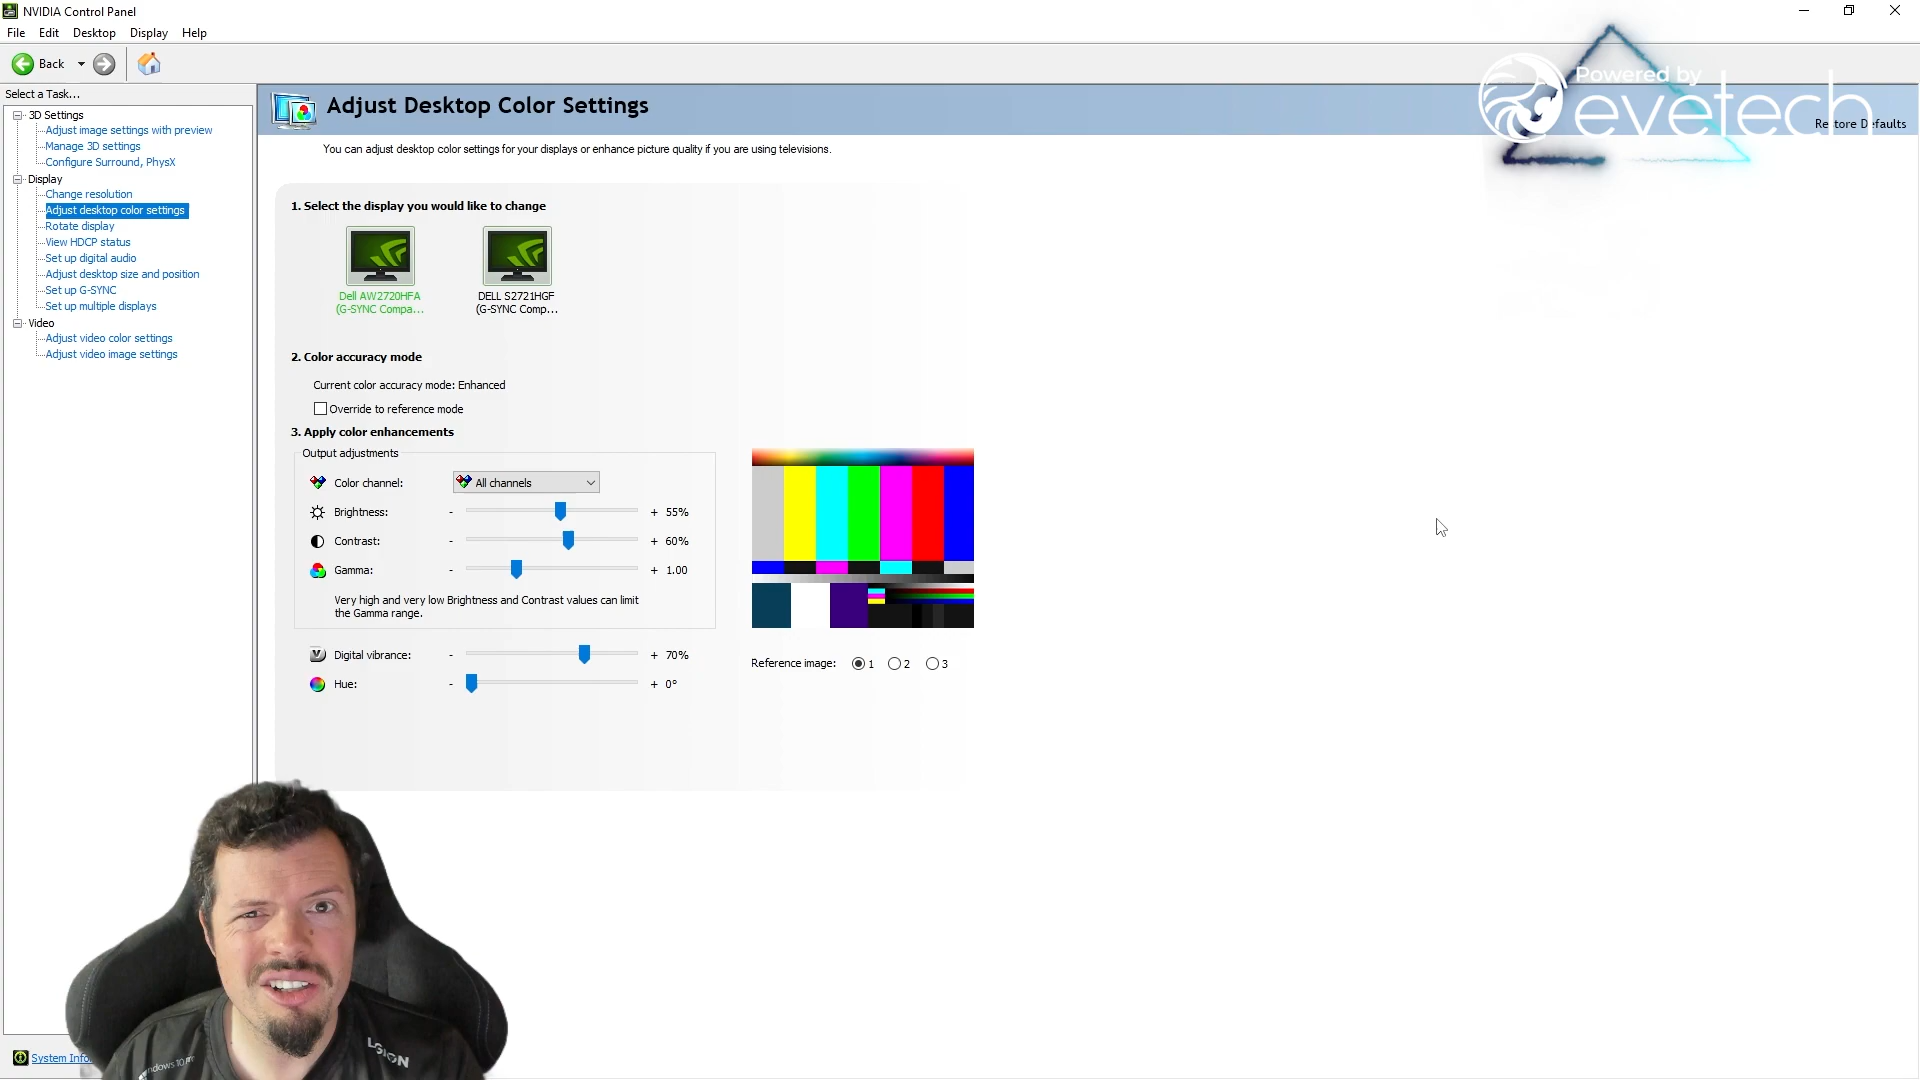 NVIDIA Control Panel
File Edit Desktop Display Help
Back
Select a Task...
3D Settings
Adjust image settings with preview
Manage 3D settings
Configure Surround, PhysX
Display
Change resolution
Adjust desktop color settings
Rotate display
View HDCP status
Set up digital audio
Adjust desktop size and position
Set up G-SYNC
Set up multiple displays
Video
Adjust video color settings
Adjust video image settings
Adjust Desktop Color Settings
Powered by
evetech
Restore Defaults
You can adjust desktop color settings for your displays or enhance picture quality if you are using televisions.
1. Select the display you would like to change
Dell AW2720HFA
(G-SYNC Compa...
DELL S2721HGF
(G-SYNC Comp...
2. Color accuracy mode
Current color accuracy mode: Enhanced
Override to reference mode
3. Apply color enhancements
Output adjustments
Color channel: All channels
Brightness: - + 55%
Contrast: - + 60%
Gamma: - + 1.00
Very high and very low Brightness and Contrast values can limit
the Gamma range.
Digital vibrance: - + 70%
Hue: - + 0°
Reference image: 1 2 3
System Info
LEGION